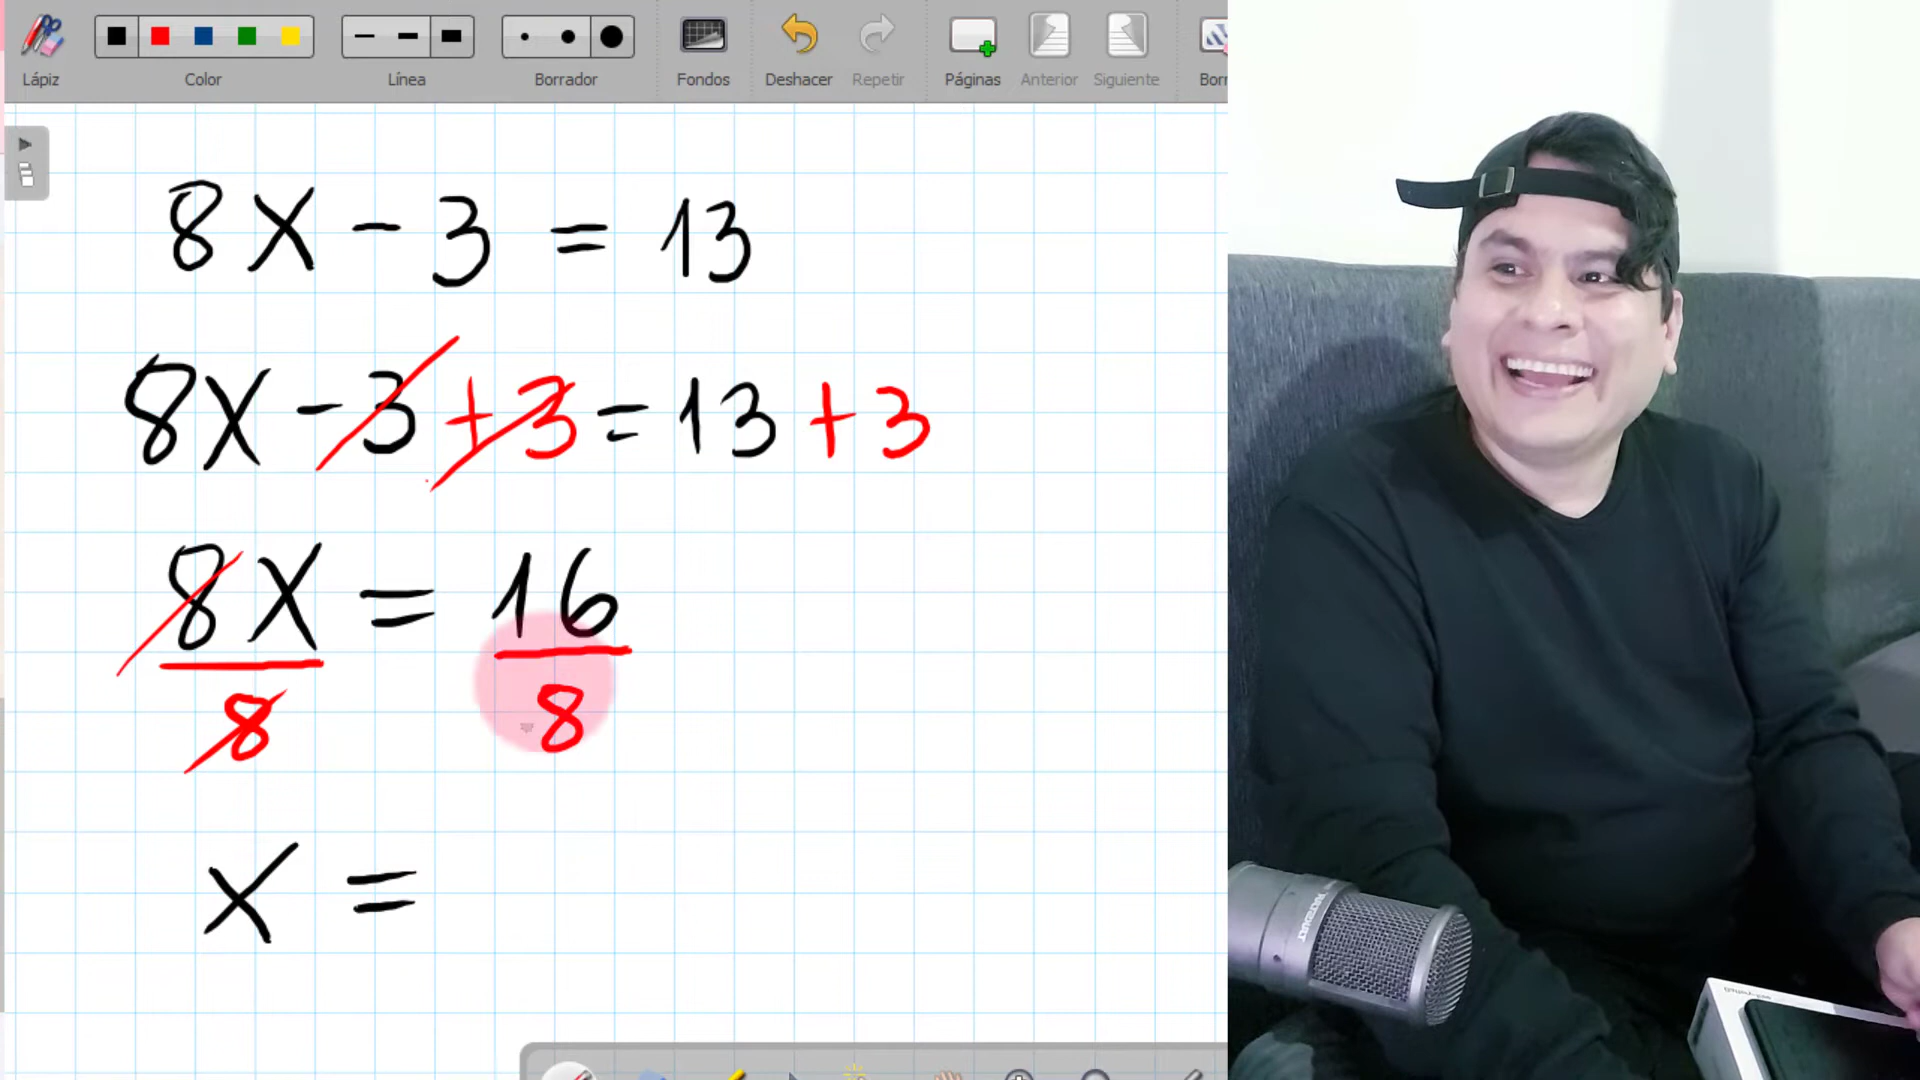 Lápiz Color Línea Borrador Fondos Deshacer Repetir Páginas Anterior Siguiente Borr
8X - 3 = 13
8X - 3 + 3 = 13 + 3
8X = 16
8 8
X =